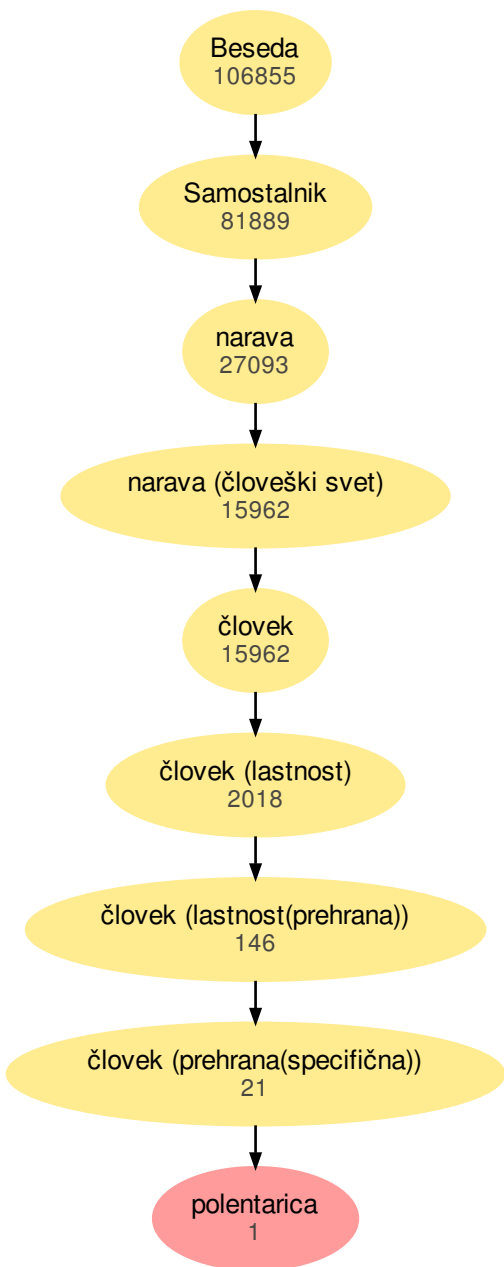 Beseda
106855
Samostalnik
81889
narava
27093
narava (človeški svet)
15962
človek
15962
človek (lastnost)
2018
človek (lastnost(prehrana))
146
človek (prehrana(specifična))
21
polentarica
1